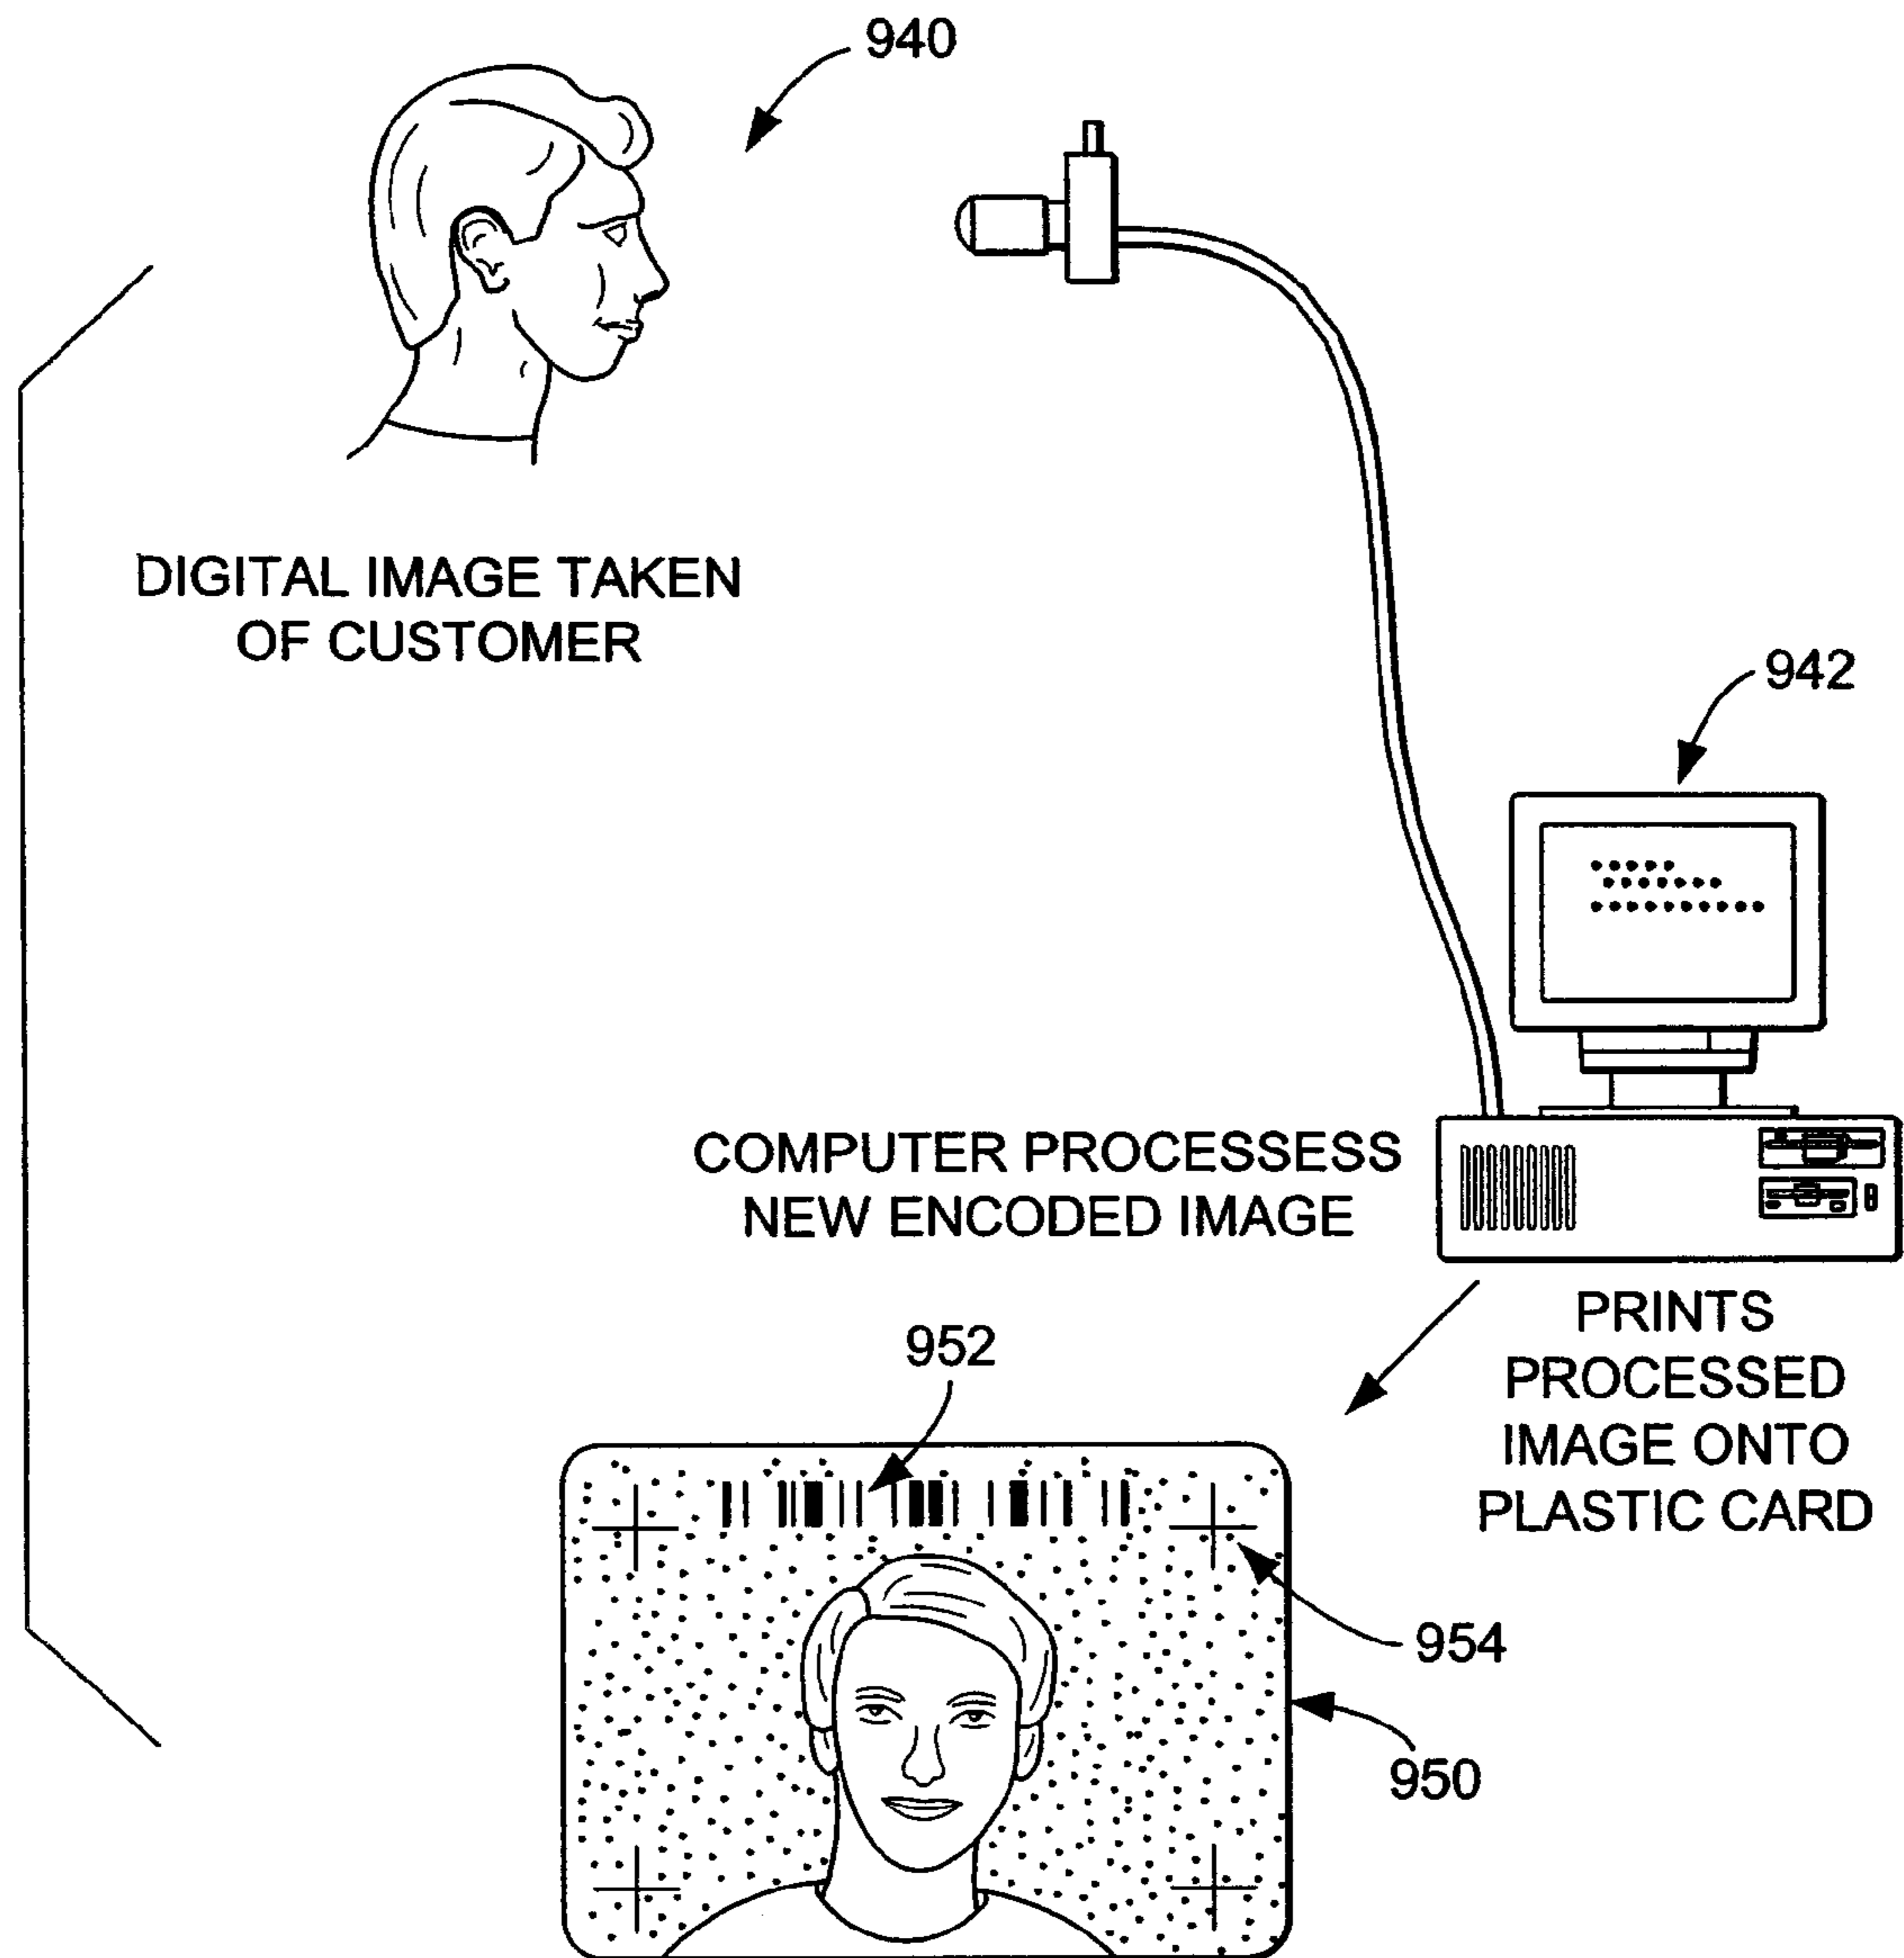 940
DIGITAL IMAGE TAKEN
OF CUSTOMER
942
COMPUTER PROCESSESS
NEW ENCODED IMAGE
PRINTS
PROCESSED
IMAGE ONTO
PLASTIC CARD
952
954
950